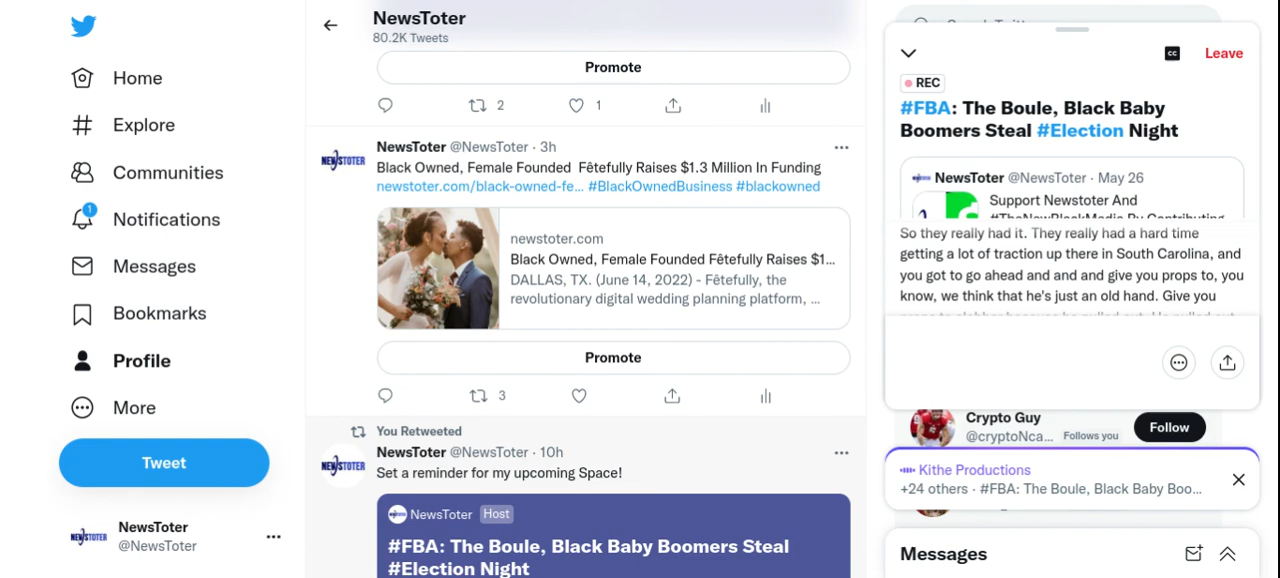 Home
Explore
Communities
1
Notifications
Messages
Bookmarks
Profile
More
Tweet
NewsToter
@NewsToter
NewsToter
80.2K Tweets
Promote
2
1
NEWSTOTER
NewsToter @NewsToter · 3h
Black Owned, Female Founded Fêtefully Raises $1.3 Million In Funding
newstoter.com/black-owned-fe... #BlackOwnedBusiness #blackowned
newstoter.com
Black Owned, Female Founded Fêtefully Raises $1...
DALLAS, TX. (June 14, 2022) - Fêtefully, the
revolutionary digital wedding planning platform, ...
Promote
3
You Retweeted
NEWSTOTER
NewsToter @NewsToter · 10h
Set a reminder for my upcoming Space!
NewsToter Host
#FBA: The Boule, Black Baby Boomers Steal
#Election Night
CC
Leave
REC
#FBA: The Boule, Black Baby
Boomers Steal #Election Night
NewsToter @NewsToter · May 26
Support Newstoter And
#TheNewBlackMedia By Contributing
So they really had it. They really had a hard time
getting a lot of traction up there in South Carolina, and
you got to go ahead and and and give you props to, you
know, we think that he's just an old hand. Give you
Crypto Guy
@cryptoNca... Follows you
Follow
Kithe Productions
+24 others · #FBA: The Boule, Black Baby Boo...
Messages